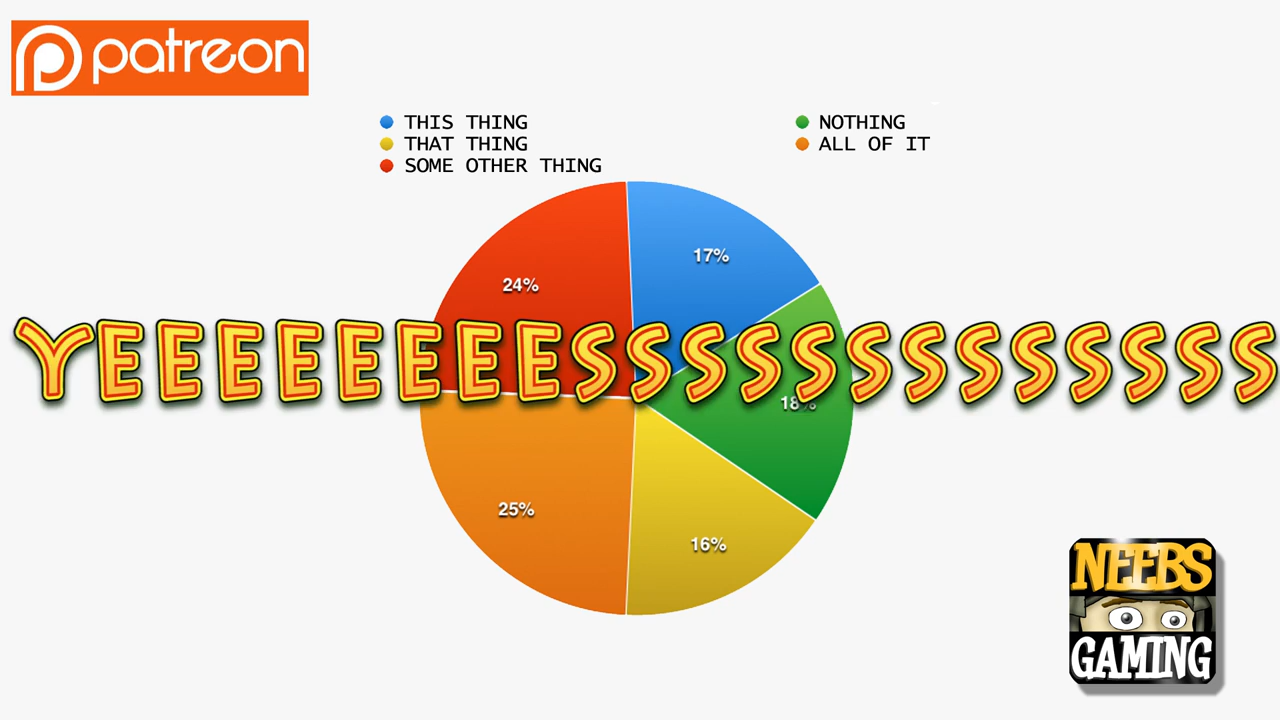 patreon
THIS THING
NOTHING
THAT THING
ALL OF IT
SOME OTHER THING
17%
24%
YEEEEEEEESSSSSSSSSSSSS
18%
25%
16%
NEEBS
GAMING